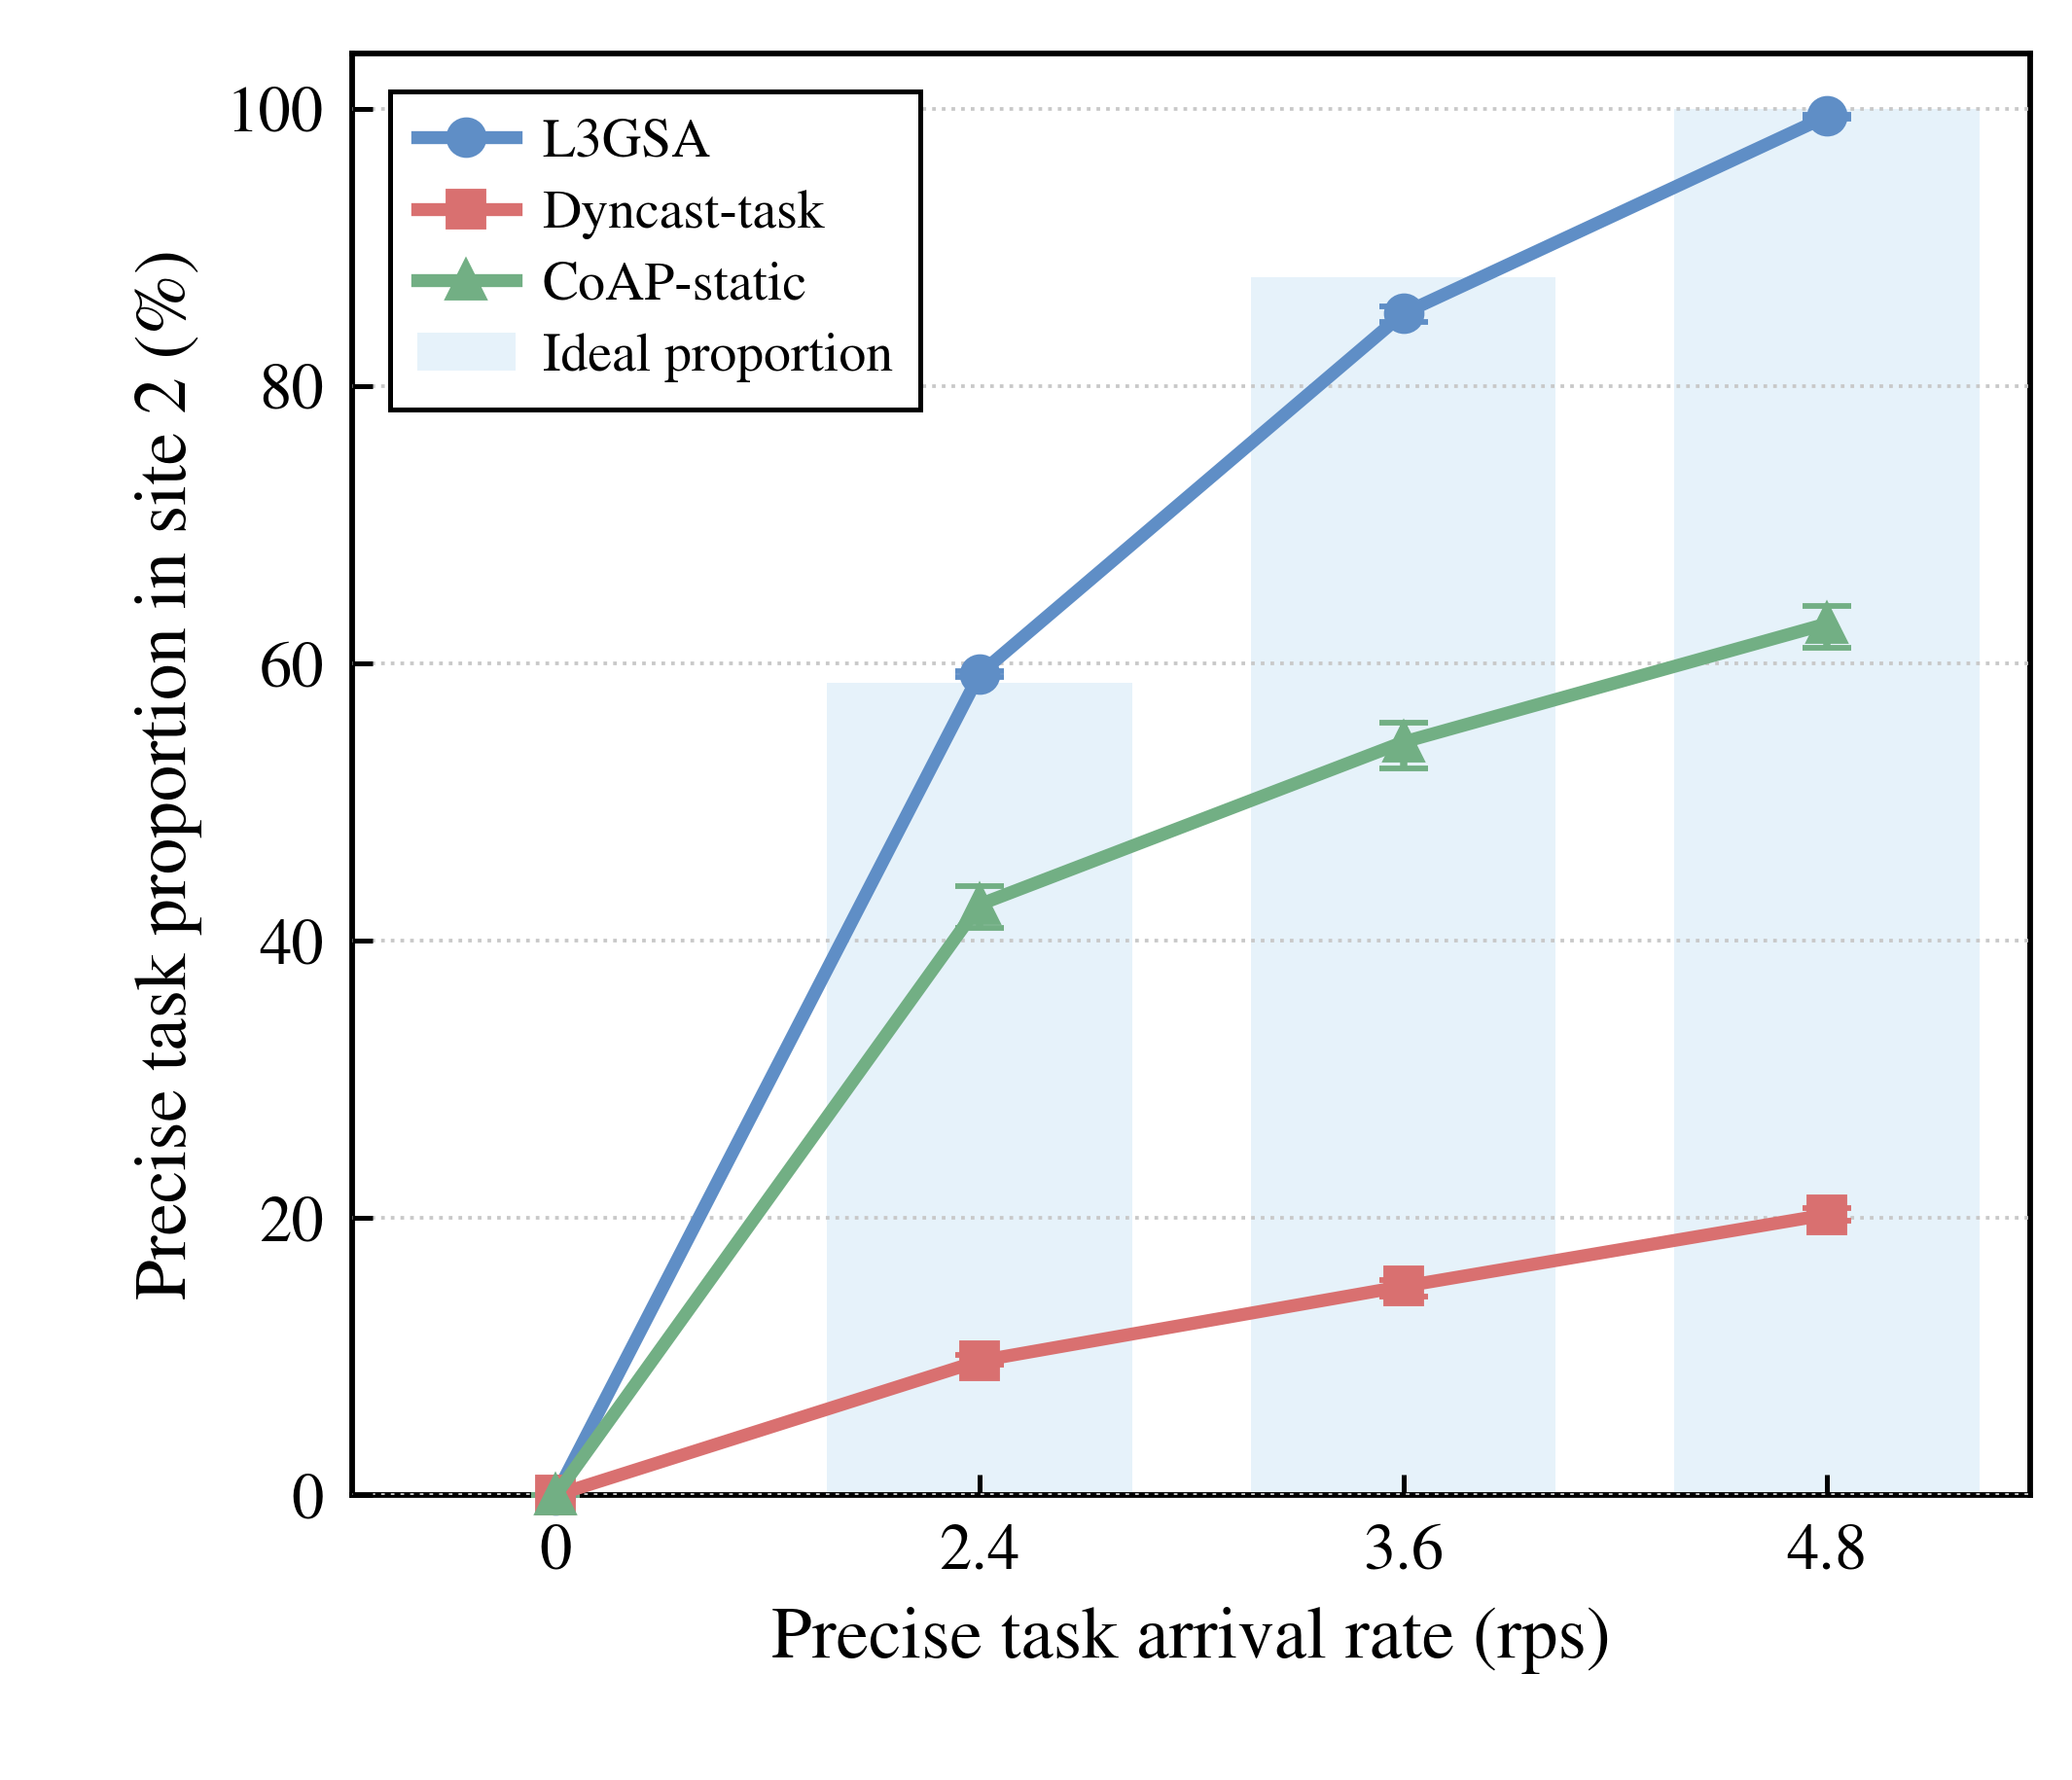 Precise task proportion in site 2 (%)
100
80
60
40
20
0
L3GSA
Dyncast-task
CoAP-static
Ideal proportion
0 2.4 3.6 4.8
Precise task arrival rate (rps)